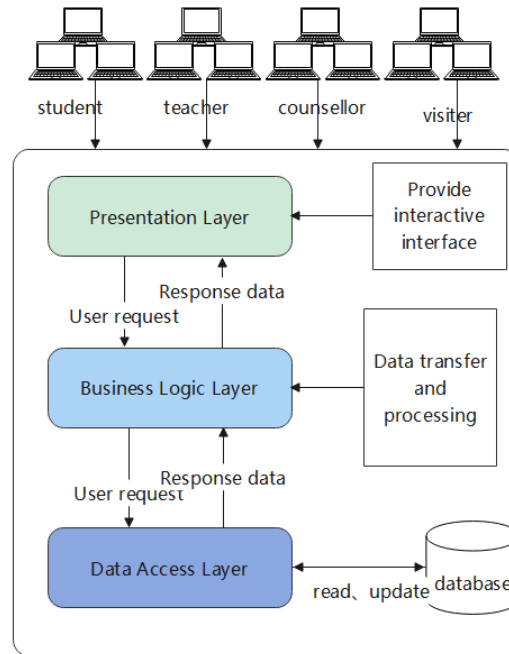 student
teacher
counsellor
visiter
Presentation Layer
Provide
interactive
interface
Response data
User request
Business Logic Layer
Data transfer
and
processing
Response data
User request
Data Access Layer
database
read、update